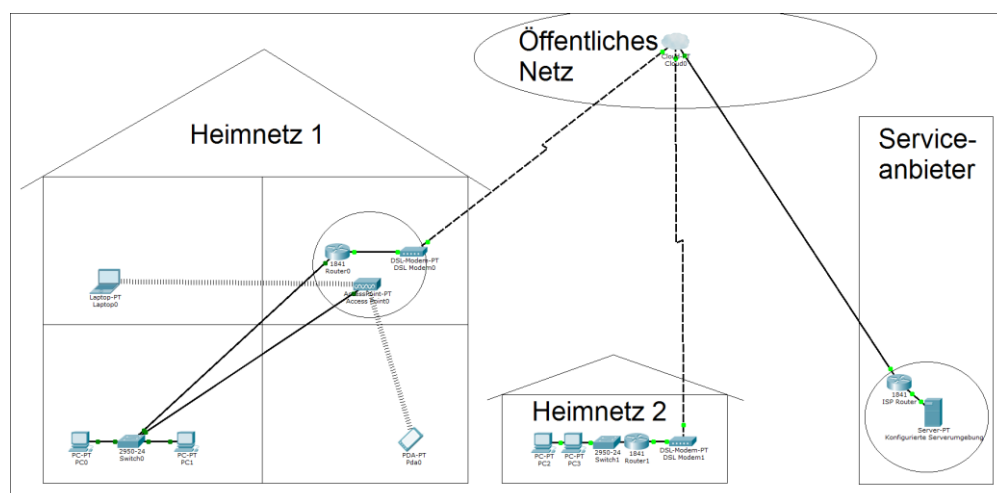 Öffentliches
Netz
Cloud-PT
Cloud0
Heimnetz 1
Service-
anbieter
1841
Router0
DSL-Modem-PT
DSL Modem0
Laptop-PT
Laptop0
AccessPoint-PT
Access Point0
PC-PT
PC0
2950-24
Switch0
PC-PT
PC1
PDA-PT
Pda0
Heimnetz 2
PC-PT
PC2
PC-PT
PC3
2950-24
Switch1
1841
Router1
DSL-Modem-PT
DSL Modem1
1841
ISP Router
Server-PT
Konfigurierte Serverumgebung